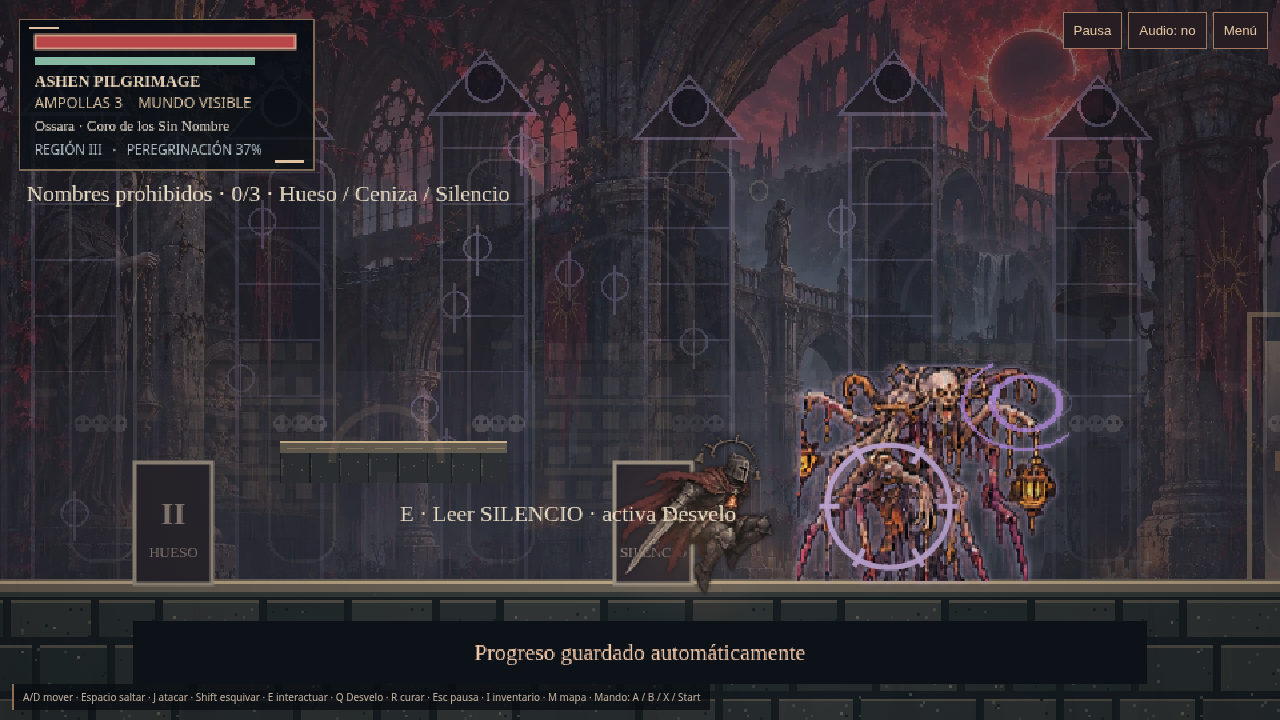 Pausa
Audio: no
Menú
ASHEN PILGRIMAGE
AMPOLLAS 3 MUNDO VISIBLE
Ossara · Coro de los Sin Nombre
REGIÓN III · PEREGRINACIÓN 37%
Nombres prohibidos · 0/3 · Hueso / Ceniza / Silencio
II
HUESO
E · Leer SILENCIO · activa Desvelo
Progreso guardado automáticamente
A/D mover · Espacio saltar · J atacar · Shift esquivar · E interactuar · Q Desvelo · R curar · Esc pausa · I inventario · M mapa · Mando: A / B / X / Start